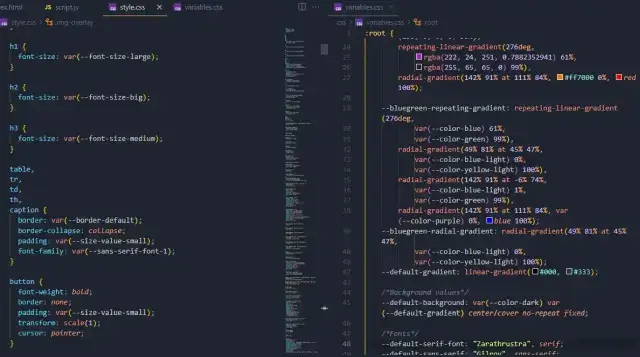 ex.html
script.js
style.css
variables.css
style.css > .img-overlay
h1 {
font-size: var(--font-size-large);
}
h2 {
font-size: var(--font-size-big);
}
h3 {
font-size: var(--font-size-medium);
}
table,
tr,
td,
th,
caption {
border: var(--border-default);
border-collapse: collapse;
padding: var(--size-value-small);
font-family: var(--sans-serif-font-1);
}
button {
font-weight: bold;
border: none;
padding: var(--size-value-small);
transform: scale(1);
cursor: pointer;
}
variables.css
css > variables.css > :root
:root {
repeating-linear-gradient(276deg,
rgba(222, 24, 251, 0.7882352941) 61%,
rgba(255, 65, 65, 0) 99%),
radial-gradient(142% 91% at 111% 84%, #ff7000 0%, red
100%);
--bluegreen-repeating-gradient: repeating-linear-gradient
(276deg,
var(--color-blue) 61%,
var(--color-green) 99%),
radial-gradient(49% 81% at 45% 47%,
var(--color-blue-light) 0%,
var(--color-yellow-light) 100%),
radial-gradient(142% 91% at -6% 74%,
var(--color-blue-light) 1%,
var(--color-green) 99%),
radial-gradient(142% 91% at 111% 84%, var
(--color-purple) 0%, blue 100%);
--bluegreen-radial-gradient: radial-gradient(49% 81% at 45%
47%,
var(--color-blue-light) 0%,
var(--color-yellow-light) 100%);
--default-gradient: linear-gradient(#000, #333);
/*Background values*/
--default-background: var(--color-dark) var
(--default-gradient) center/cover no-repeat fixed;
/*Fonts*/
--default-serif-font: "Zarathrustra", serif;
--default-sans-serif: "Gilroy", sans-serif;